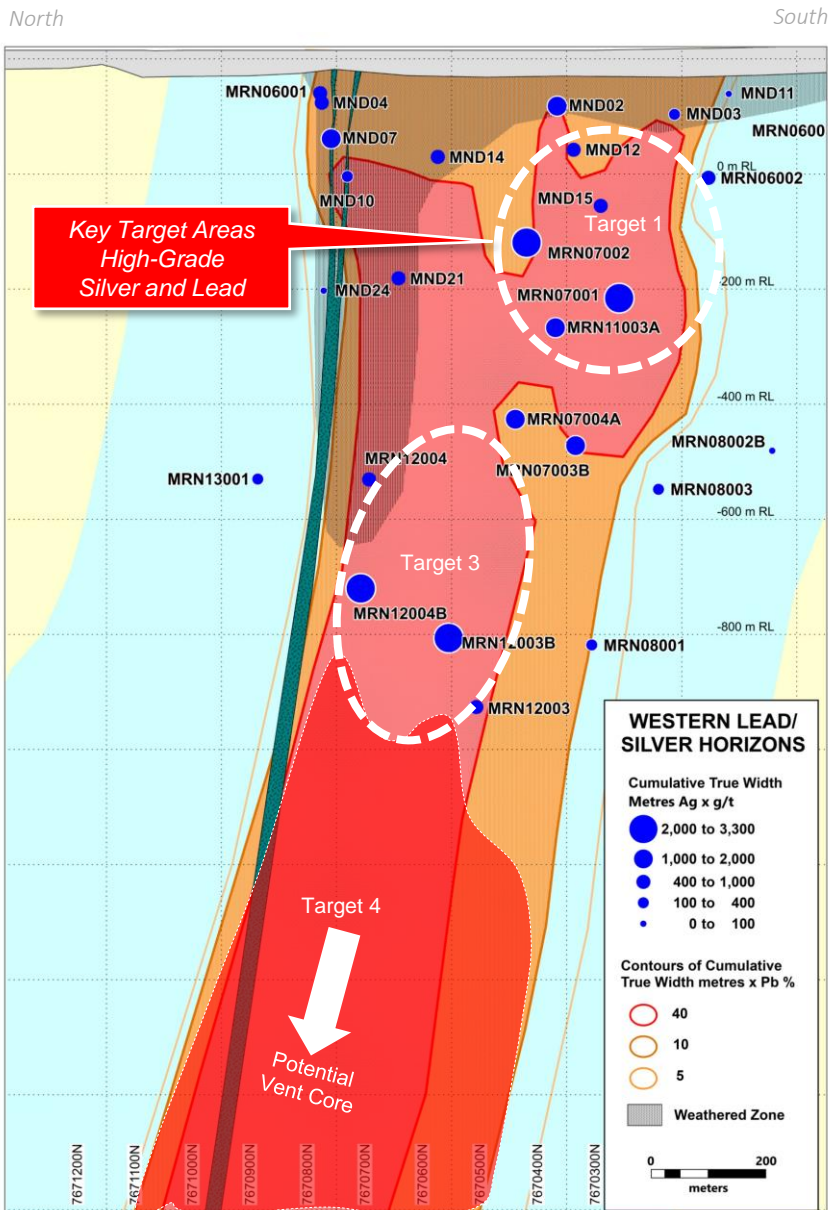 North
South
MRN06001
MND04
MND02
MND11
MND03
MND07
MRN0600
MND14
MND12
0 m RL
MND10
MRN06002
MND15
Target 1
Key Target Areas
High-Grade
Silver and Lead
MRN07002
MND21
MND24
MRN07001
-200 m RL
MRN11003A
-400 m RL
MRN07004A
MRN08002B
MRN12004
MRN07003B
MRN13001
MRN08003
-600 m RL
Target 3
MRN12004B
-800 m RL
MRN12003B
MRN08001
MRN12003
WESTERN LEAD/
SILVER HORIZONS
Cumulative True Width
Metres Ag x g/t
2,000 to 3,300
1,000 to 2,000
400 to 1,000
100 to 400
0 to 100
Contours of Cumulative
True Width metres x Pb %
40
10
5
Weathered Zone
0 200
meters
Target 4
Potential
Vent Core
7671200N
7671100N
7671000N
7670900N
7670800N
7670700N
7670600N
7670500N
7670400N
7670300N